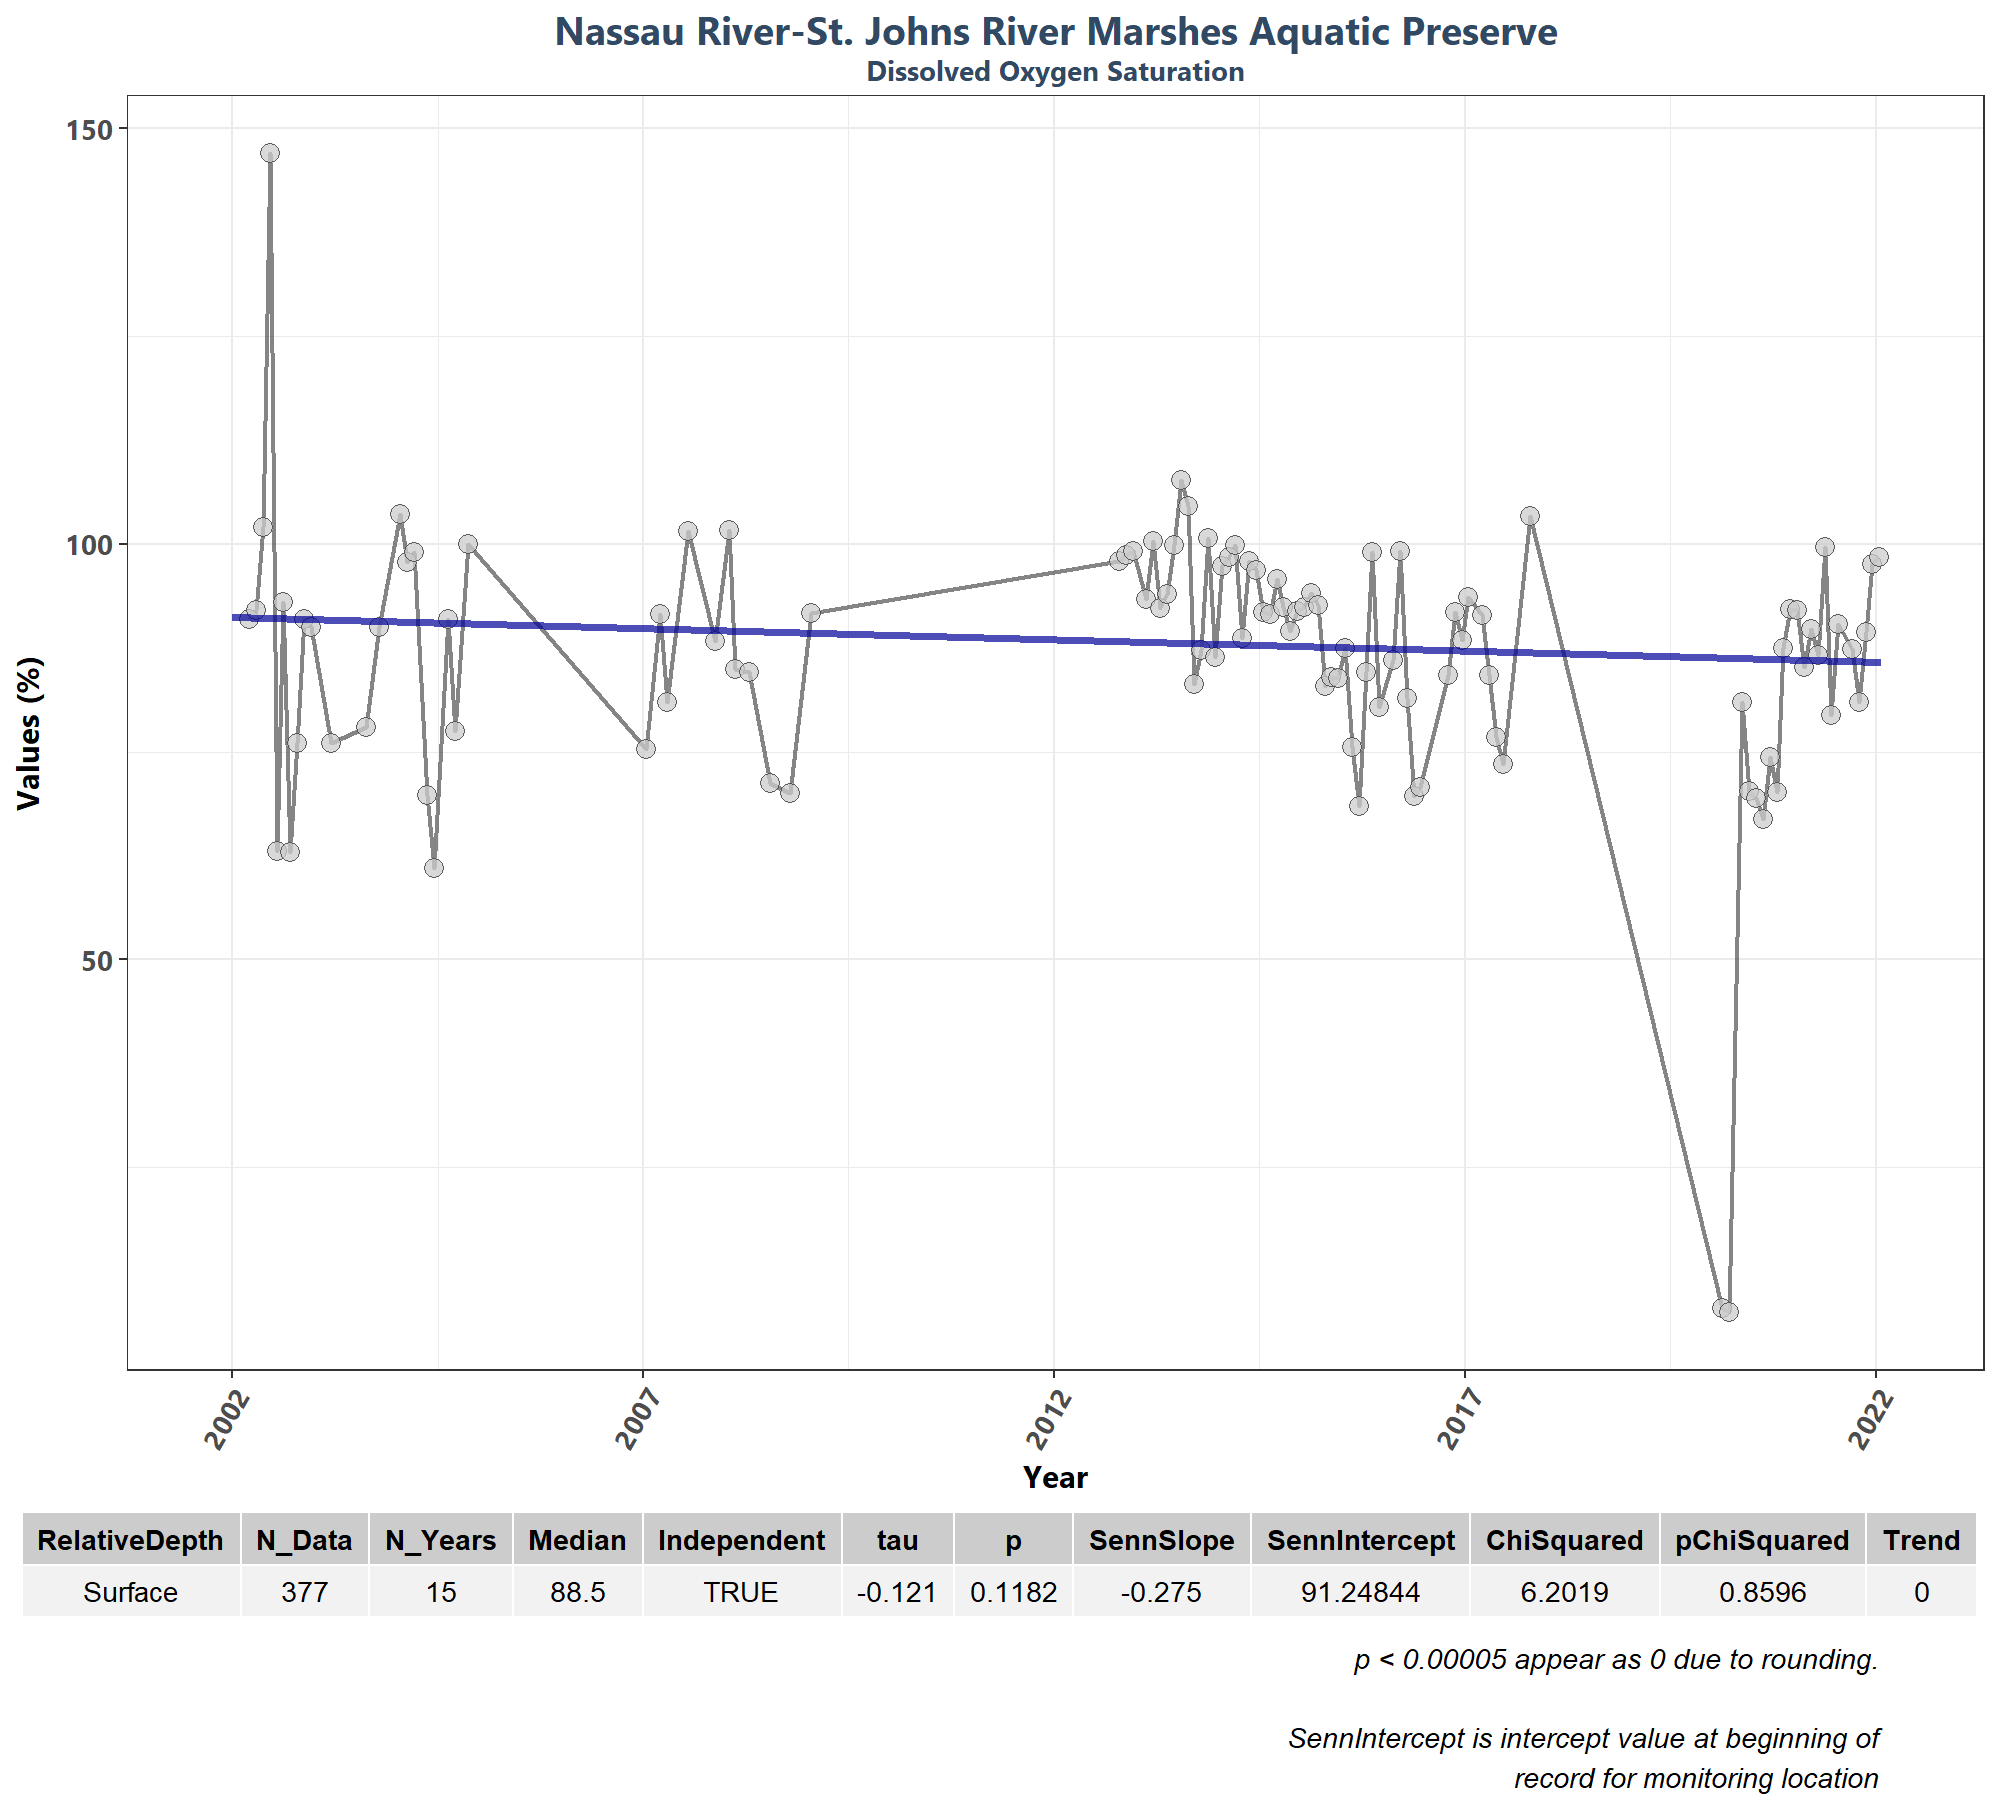 Nassau River-St. Johns River Marshes Aquatic Preserve
Dissolved Oxygen Saturation
150
100
50
Values (%)
2002 2007 2012 2017 2022
Year
RelativeDepth N_Data N_Years Median Independent tau p SennSlope SennIntercept ChiSquared pChiSquared Trend
Surface 377 15 88.5 TRUE -0.121 0.1182 -0.275 91.24844 6.2019 0.8596 0
p < 0.00005 appear as 0 due to rounding.
SennIntercept is intercept value at beginning of
record for monitoring location